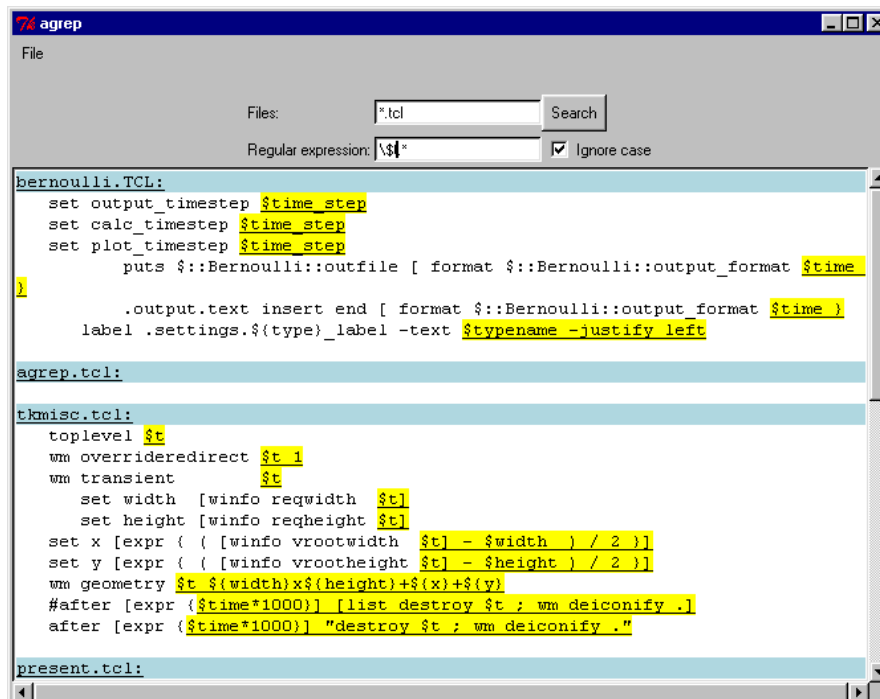 agrep
File
Files: *.tcl Search
Regular expression: \$t.* Ignore case
bernoulli.TCL:
set output_timestep $time_step
set calc_timestep $time_step
set plot_timestep $time_step
puts $::Bernoulli::outfile [ format $::Bernoulli::output_format $time
}
.output.text insert end [ format $::Bernoulli::output_format $time }
label .settings.${type}_label -text $typename -justify left
agrep.tcl:
tkmisc.tcl:
toplevel $t
wm overrideredirect $t 1
wm transient $t
set width [winfo reqwidth $t]
set height [winfo reqheight $t]
set x [expr { ( [winfo vrootwidth $t] - $width ) / 2 }]
set y [expr { ( [winfo vrootheight $t] - $height ) / 2 }]
wm geometry $t ${width}x${height}+${x}+${y}
#after [expr {$time*1000}] [list destroy $t ; wm deiconify .]
after [expr {$time*1000}] "destroy $t ; wm deiconify ."
present.tcl: